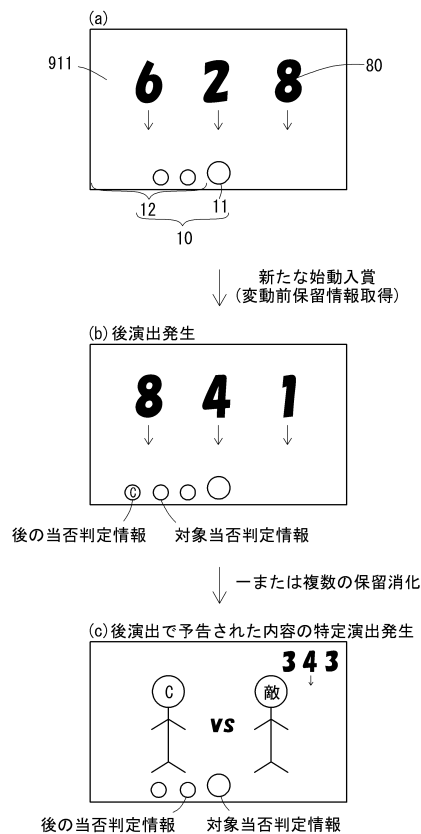 (a)
911
6 2 8
80
12
11
10
新たな始動入賞
(変動前保留情報取得)
(b) 後演出発生
8 4 1
C
後の当否判定情報 対象当否判定情報
一または複数の保留消化
(c) 後演出で予告された内容の特定演出発生
3 4 3
C vs 敵
後の当否判定情報 対象当否判定情報